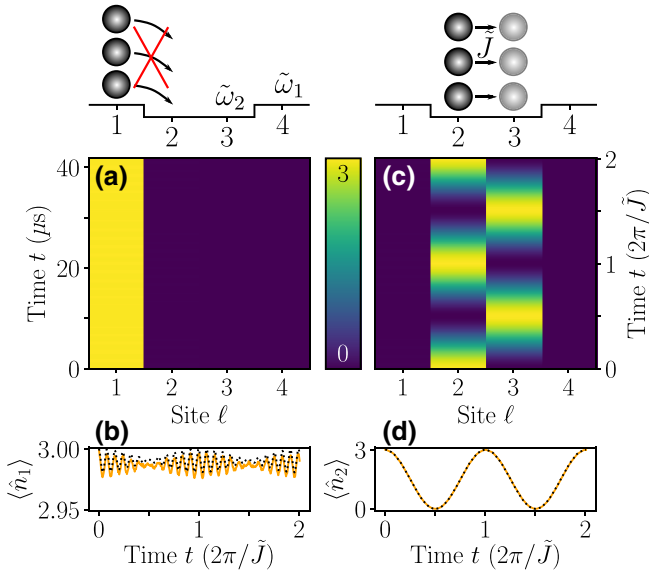 ω̃₂ ω̃₁
1 2 3 4
J̃
1 2 3 4
(a)
40
20
0
Time t (μs)
1 2 3 4
Site ℓ
3
0
(c)
2
1
0
Time t (2π/J̃)
1 2 3 4
Site ℓ
(b)
3.00
2.95
⟨n̂₁⟩
0 1 2
Time t (2π/J̃)
(d)
3
0
⟨n̂₂⟩
0 1 2
Time t (2π/J̃)